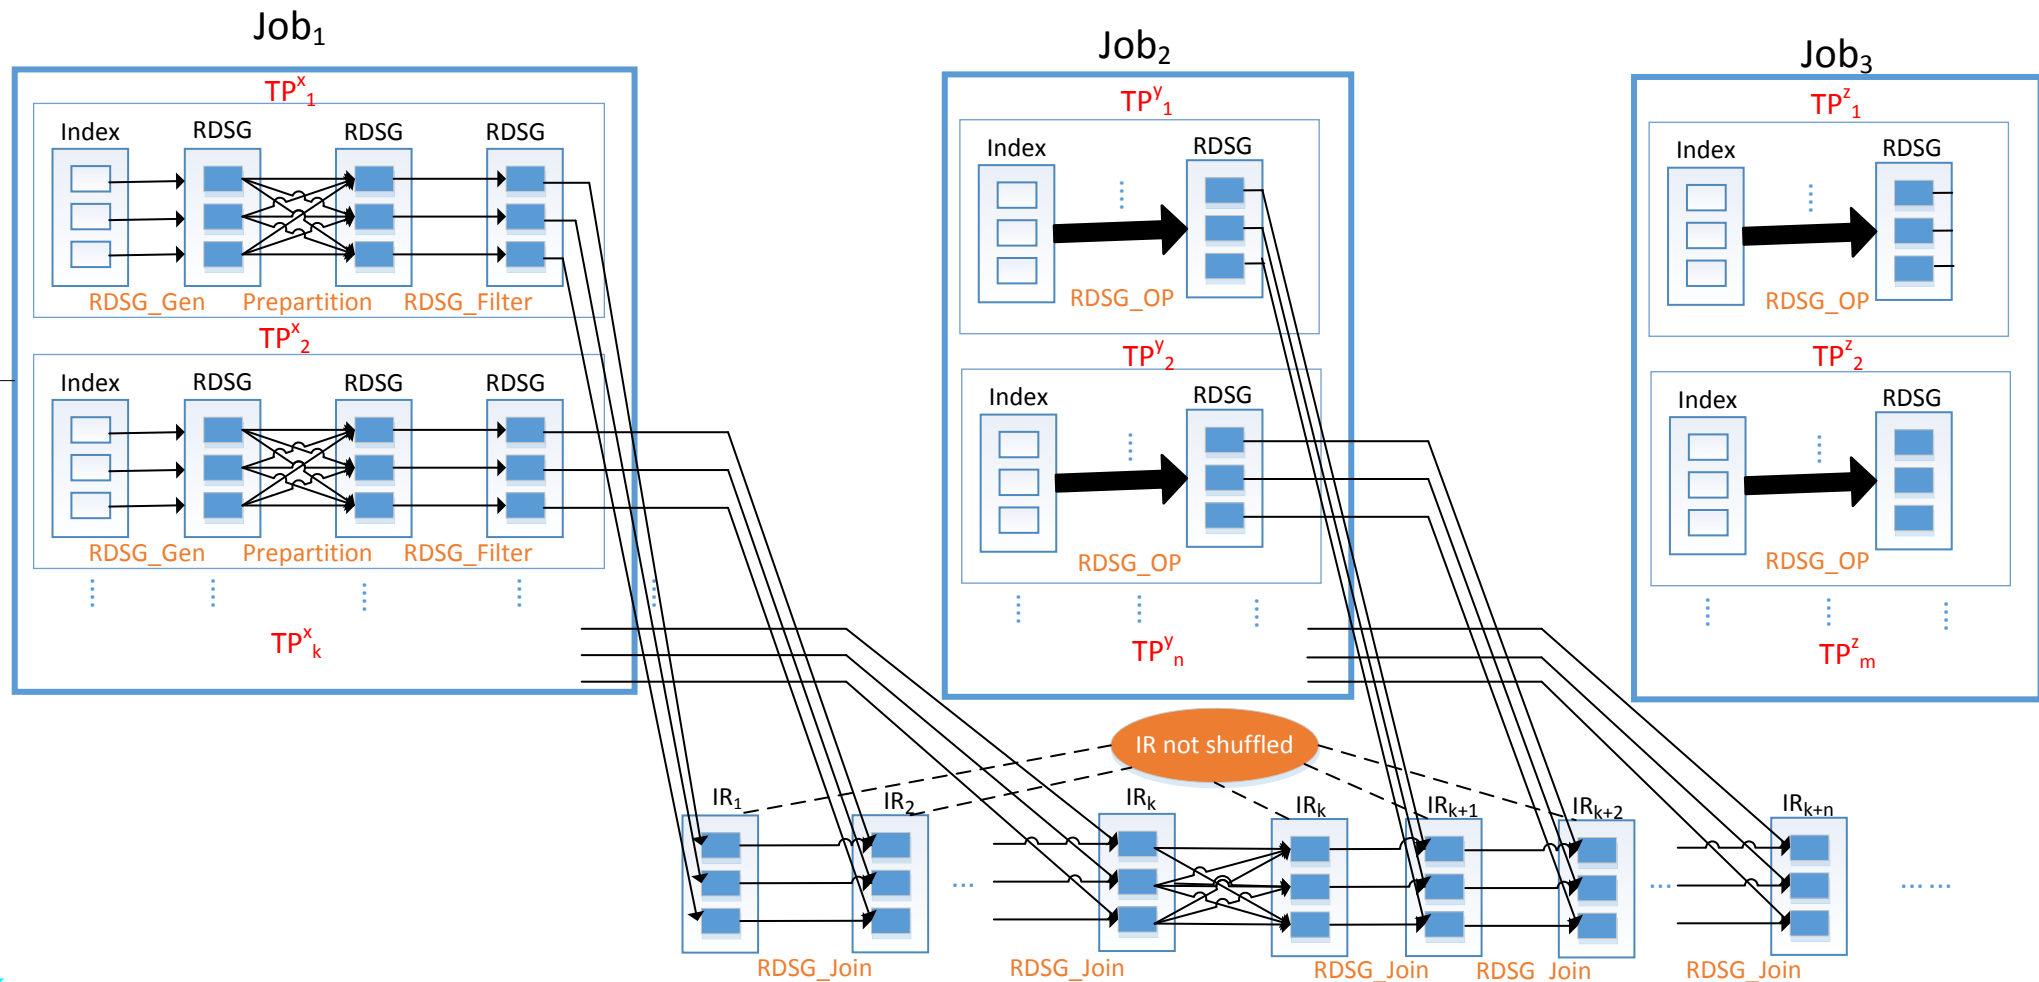 Job₁
TPˣ₁
Index RDSG RDSG RDSG
RDSG_Gen Prepartition RDSG_Filter
TPˣ₂
Index RDSG RDSG RDSG
RDSG_Gen Prepartition RDSG_Filter
TPˣₖ
Job₂
TPʸ₁
Index RDSG
RDSG_OP
TPʸ₂
Index RDSG
RDSG_OP
TPʸₙ
Job₃
TPᶻ₁
Index RDSG
RDSG_OP
TPᶻ₂
Index RDSG
RDSG_OP
TPᶻₘ
IR not shuffled
IR₁ IR₂ IRₖ IRₖ IRₖ₊₁ IRₖ₊₂ IRₖ₊ₙ
RDSG_Join RDSG_Join RDSG_Join RDSG_Join RDSG_Join